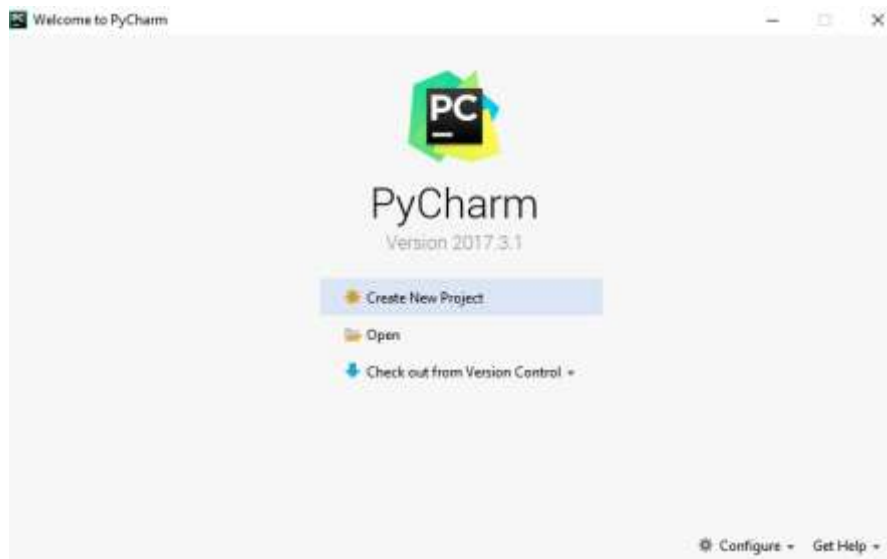 Welcome to PyCharm
PC
PyCharm
Version 2017.3.1
Create New Project
Open
Check out from Version Control
Configure
Get Help